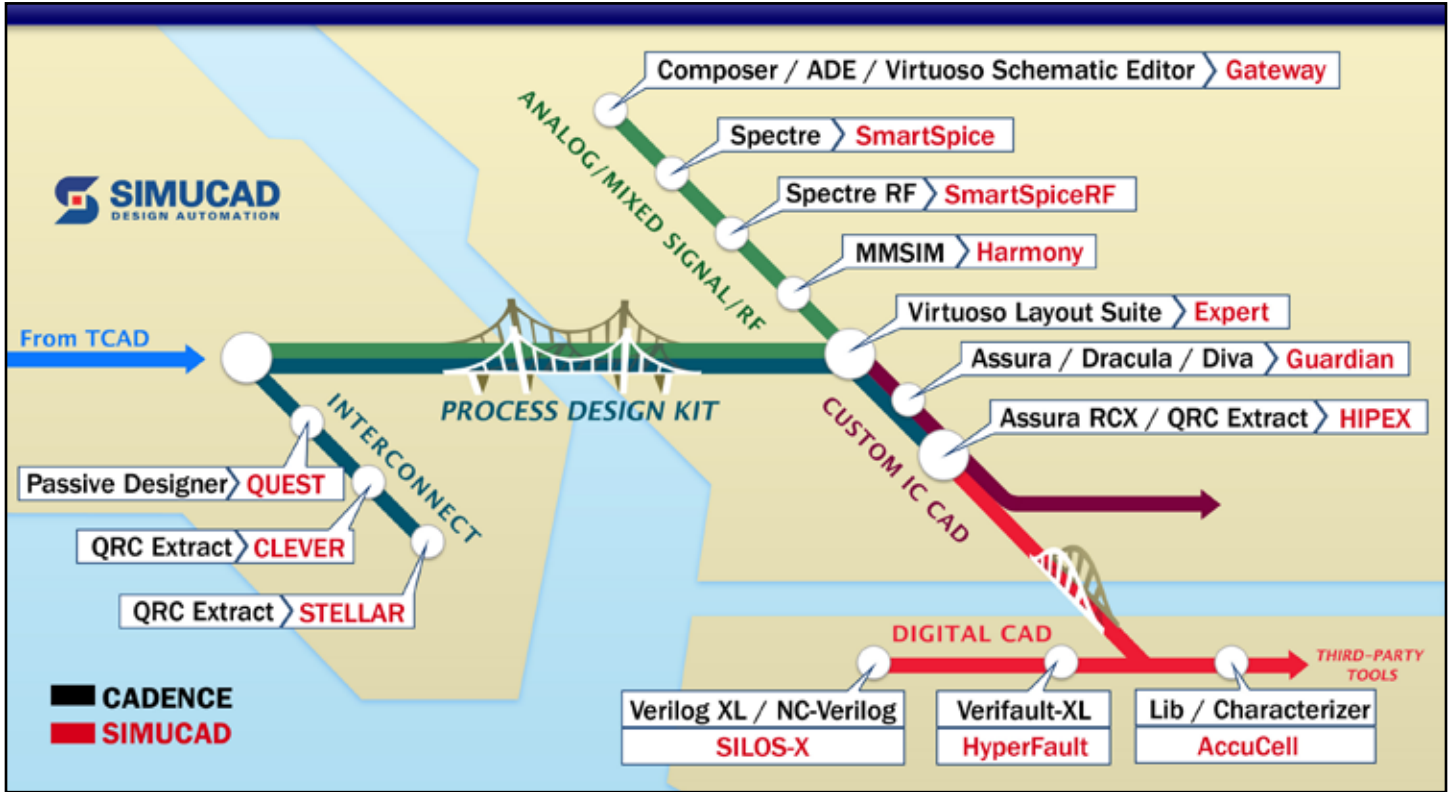 Composer / ADE / Virtuoso Schematic Editor Gateway
ANALOG/MIXED SIGNAL/RF
Spectre SmartSpice
SIMUCAD
DESIGN AUTOMATION
Spectre RF SmartSpiceRF
MMSIM Harmony
Virtuoso Layout Suite Expert
From TCAD
Assura / Dracula / Diva Guardian
PROCESS DESIGN KIT
INTERCONNECT
CUSTOM IC CAD
Assura RCX / QRC Extract HIPEX
Passive Designer QUEST
QRC Extract CLEVER
QRC Extract STELLAR
DIGITAL CAD
THIRD-PARTY
TOOLS
CADENCE
SIMUCAD
Verilog XL / NC-Verilog
SILOS-X
Verifault-XL
HyperFault
Lib / Characterizer
AccuCell